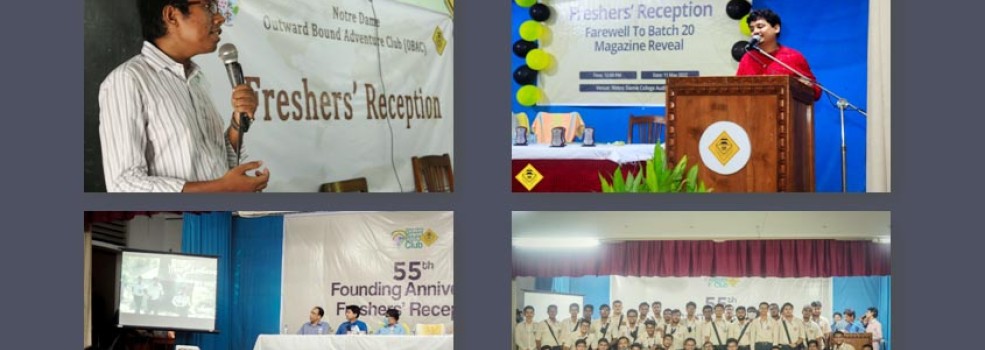 Notre Dame
Outward Bound Adventure Club (OBAC)
Freshers' Reception
Freshers' Reception
Farewell To Batch 20
Magazine Reveal
55th
Founding Annive
Freshers' Recep
Club
55th